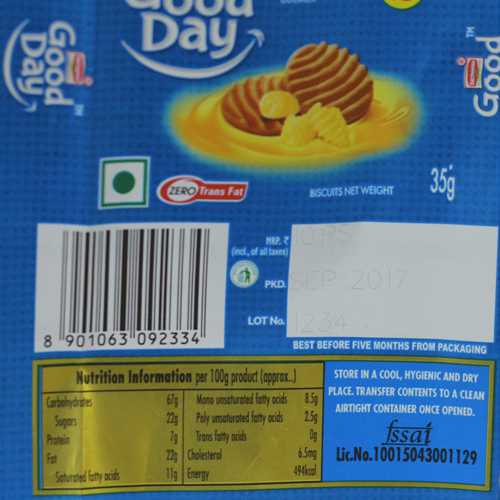 Good
Day
Good
Day
Good
ZERO Trans Fat
BISCUITS NET WEIGHT 35g
MRP. ₹
(incl., of all taxes)
PKD. SEP 2017
LOT No. 1234
BEST BEFORE FIVE MONTHS FROM PACKAGING
8 901063 092334
Nutrition Information per 100g product (approx..)
Carbohydrates 67g Mono unsaturated fatty acids 8.5g
Sugars 22g Poly unsaturated fatty acids 2.5g
Protein 7g Trans fatty acids 0g
Fat 22g Cholesterol 6.5mg
Saturated fatty acids 11g Energy 494kcal
STORE IN A COOL, HYGIENIC AND DRY
PLACE. TRANSFER CONTENTS TO A CLEAN
AIRTIGHT CONTAINER ONCE OPENED.
fssai
Lic.No.10015043001129